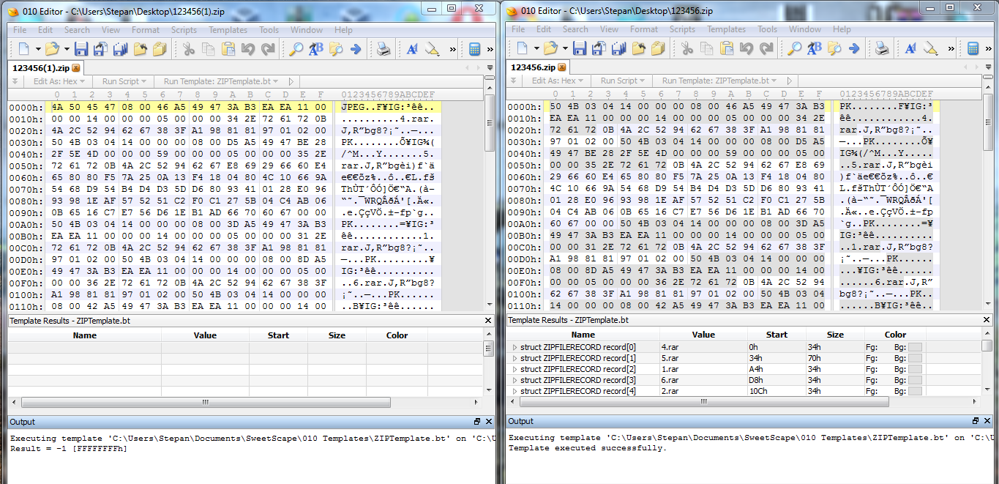 010 Editor - C:\Users\Stepan\Desktop\123456(1).zip
File Edit Search View Format Scripts Templates Tools Window Help
123456(1).zip
Edit As: Hex Run Script Run Template: ZIPTemplate.bt
0 1 2 3 4 5 6 7 8 9 A B C D E F 0123456789ABCDEF
0000h: 4A 50 45 47 08 00 46 A5 49 47 3A B3 EA EA 11 00 JPEG..F¥IG:³êê..
0010h: 00 00 14 00 00 00 05 00 00 00 34 2E 72 61 72 0B ..........4.rar.
0020h: 4A 2C 52 94 62 67 38 3F A1 98 81 81 97 01 02 00 J,R”bg8?¡˜..—...
0030h: 50 4B 03 04 14 00 00 00 08 00 D5 A5 49 47 BE 28 PK........Õ¥IG¾(
0040h: 2F 5E 4D 00 00 00 59 00 00 00 05 00 00 00 35 2E /^M...Y.......5.
0050h: 72 61 72 0B 4A 2C 52 94 62 67 E8 69 29 66 60 E4 rar.J,R”bgèi)f`ä
0060h: 65 80 80 F5 7A 25 0A 13 F4 18 04 80 4C 10 66 9A e€€õz%..ô..€L.fš
0070h: 54 68 D9 54 B4 D4 D3 5D D6 80 93 41 01 28 E0 96 ThÙT´ÔÓ]Ö€“A.(à–
0080h: 93 98 1E AF 57 52 51 C2 F0 C1 27 5B 04 C4 AB 06 “˜.¯WRQÂðÁ'[.Ä«.
0090h: 0B 65 16 C7 E7 56 D6 1E B1 AD 66 70 60 67 00 00 .e.ÇçVÖ.±-fp`g..
00A0h: 50 4B 03 04 14 00 00 00 08 00 3D A5 49 47 3A B3 PK........=¥IG:³
00B0h: EA EA 11 00 00 00 14 00 00 00 05 00 00 00 31 2E êê............1.
00C0h: 72 61 72 0B 4A 2C 52 94 62 67 38 3F A1 98 81 81 rar.J,R”bg8?¡˜..
00D0h: 97 01 02 00 50 4B 03 04 14 00 00 00 08 00 8D A5 —...PK.........¥
00E0h: 49 47 3A B3 EA EA 11 00 00 00 14 00 00 00 05 00 IG:³êê..........
00F0h: 00 00 36 2E 72 61 72 0B 4A 2C 52 94 62 67 38 3F ..6.rar.J,R”bg8?
0100h: A1 98 81 81 97 01 02 00 50 4B 03 04 14 00 00 00 ¡˜..—...PK......
0110h: 08 00 42 A5 49 47 3A B3 EA EA 11 00 00 00 14 00 ..B¥IG:³êê......
Template Results - ZIPTemplate.bt
Name Value Start Size Color
Output
Executing template 'C:\Users\Stepan\Documents\SweetScape\010 Templates\ZIPTemplate.bt' on 'C:\U
Result = -1 [FFFFFFFFh]
010 Editor - C:\Users\Stepan\Desktop\123456.zip
File Edit Search View Format Scripts Templates Tools Window Help
123456.zip
Edit As: Hex Run Script Run Template: ZIPTemplate.bt
0 1 2 3 4 5 6 7 8 9 A B C D E F 0123456789ABCDEF
0000h: 50 4B 03 04 14 00 00 00 08 00 46 A5 49 47 3A B3 PK........F¥IG:³
0010h: EA EA 11 00 00 00 14 00 00 00 05 00 00 00 34 2E êê............4.
0020h: 72 61 72 0B 4A 2C 52 94 62 67 38 3F A1 98 81 81 rar.J,R”bg8?¡˜..
0030h: 97 01 02 00 50 4B 03 04 14 00 00 00 08 00 D5 A5 —...PK........Õ¥
0040h: 49 47 BE 28 2F 5E 4D 00 00 00 59 00 00 00 05 00 IG¾(/^M...Y.....
0050h: 00 00 35 2E 72 61 72 0B 4A 2C 52 94 62 67 E8 69 ..5.rar.J,R”bgèi
0060h: 29 66 60 E4 65 80 80 F5 7A 25 0A 13 F4 18 04 80 )f`äe€€õz%..ô..€
0070h: 4C 10 66 9A 54 68 D9 54 B4 D4 D3 5D D6 80 93 41 L.fšThÙT´ÔÓ]Ö€“A
0080h: 01 28 E0 96 93 98 1E AF 57 52 51 C2 F0 C1 27 5B .(à–“˜.¯WRQÂðÁ'[
0090h: 04 C4 AB 06 0B 65 16 C7 E7 56 D6 1E B1 AD 66 70 .Ä«..e.ÇçVÖ.±-fp
00A0h: 60 67 00 00 50 4B 03 04 14 00 00 00 08 00 3D A5 `g..PK........=¥
00B0h: 49 47 3A B3 EA EA 11 00 00 00 14 00 00 00 05 00 IG:³êê..........
00C0h: 00 00 31 2E 72 61 72 0B 4A 2C 52 94 62 67 38 3F ..1.rar.J,R”bg8?
00D0h: A1 98 81 81 97 01 02 00 50 4B 03 04 14 00 00 00 ¡˜..—...PK......
00E0h: 08 00 8D A5 49 47 3A B3 EA EA 11 00 00 00 14 00 ...¥IG:³êê......
00F0h: 00 00 05 00 00 00 36 2E 72 61 72 0B 4A 2C 52 94 ......6.rar.J,R”
0100h: 62 67 38 3F A1 98 81 81 97 01 02 00 50 4B 03 04 bg8?¡˜..—...PK..
0110h: 14 00 00 00 08 00 42 A5 49 47 3A B3 EA EA 11 00 ......B¥IG:³êê..
Template Results - ZIPTemplate.bt
Name Value Start Size Color
struct ZIPFILERECORD record[0] 4.rar 0h 34h Fg: Bg:
struct ZIPFILERECORD record[1] 5.rar 34h 70h Fg: Bg:
struct ZIPFILERECORD record[2] 1.rar A4h 34h Fg: Bg:
struct ZIPFILERECORD record[3] 6.rar D8h 34h Fg: Bg:
struct ZIPFILERECORD record[4] 2.rar 10Ch 34h Fg: Bg:
Output
Executing template 'C:\Users\Stepan\Documents\SweetScape\010 Templates\ZIPTemplate.bt' on 'C:\U
Template executed successfully.